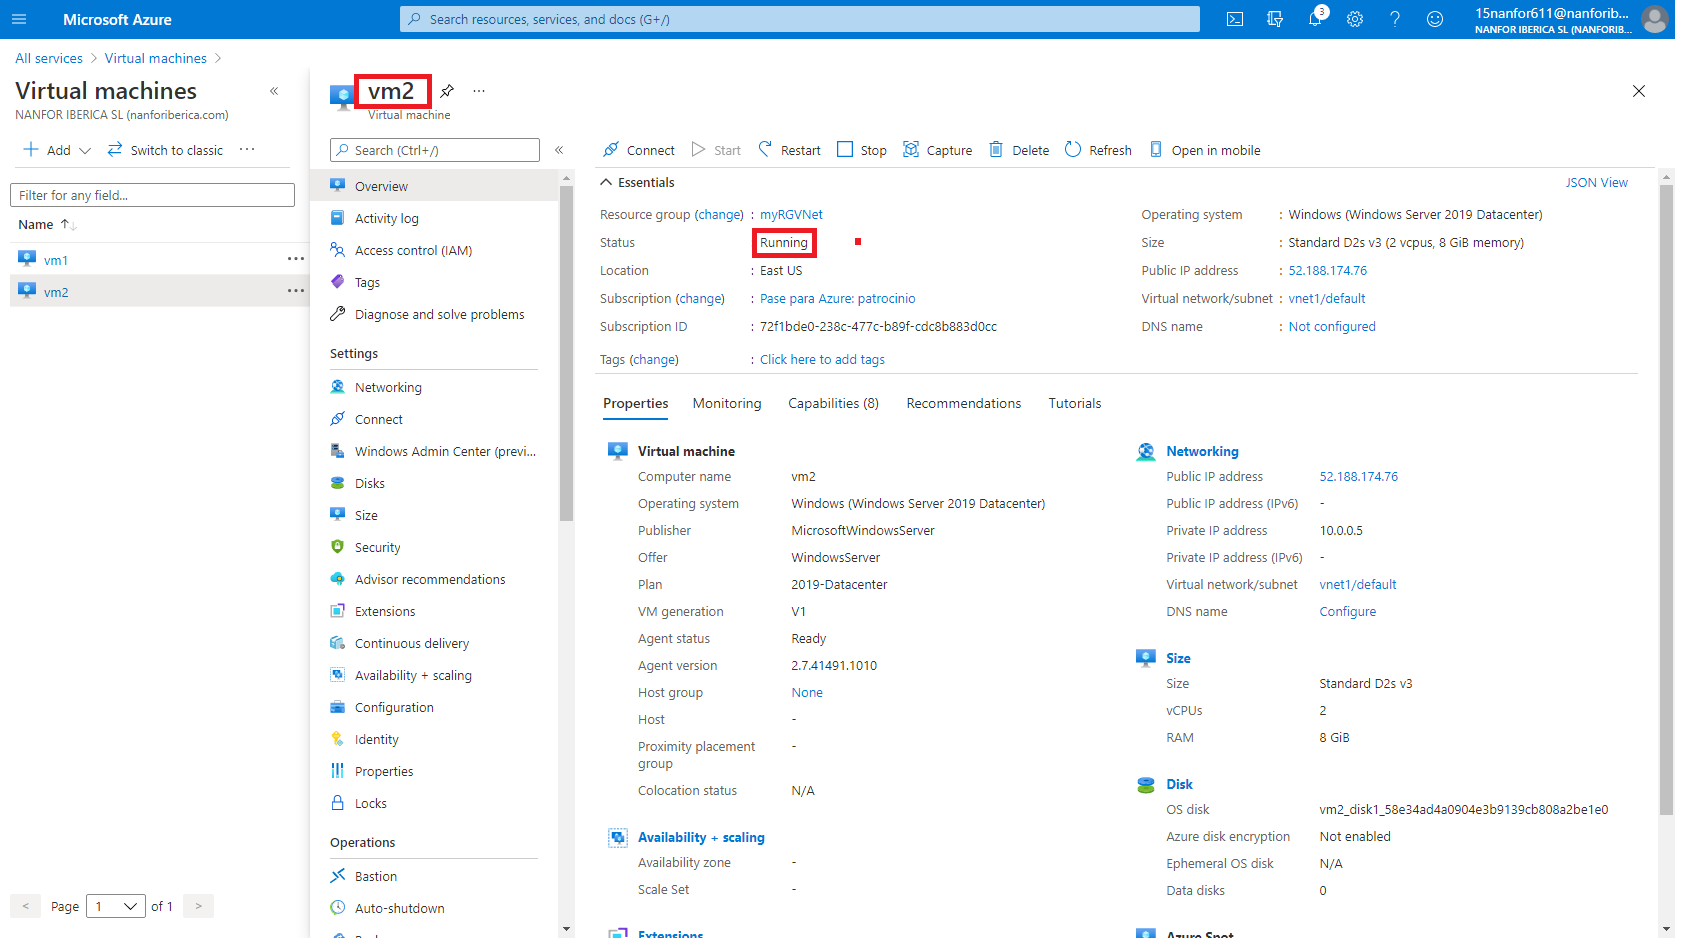 Microsoft Azure
Search resources, services, and docs (G+/)
3
15nanfor611@nanforib...
NANFOR IBERICA SL (NANFORIB...
All services > Virtual machines >
Virtual machines
NANFOR IBERICA SL (nanforiberica.com)
Add
Switch to classic
Filter for any field...
Name
vm1
vm2
Page 1 of 1
vm2
Virtual machine
Search (Ctrl+/)
Overview
Activity log
Access control (IAM)
Tags
Diagnose and solve problems
Settings
Networking
Connect
Windows Admin Center (previ...
Disks
Size
Security
Advisor recommendations
Extensions
Continuous delivery
Availability + scaling
Configuration
Identity
Properties
Locks
Operations
Bastion
Auto-shutdown
Connect Start Restart Stop Capture Delete Refresh Open in mobile
Essentials
JSON View
Resource group (change) : myRGVNet
Status : Running
Location : East US
Subscription (change) : Pase para Azure: patrocinio
Subscription ID : 72f1bde0-238c-477c-b89f-cdc8b883d0cc
Tags (change) : Click here to add tags
Operating system : Windows (Windows Server 2019 Datacenter)
Size : Standard D2s v3 (2 vcpus, 8 GiB memory)
Public IP address : 52.188.174.76
Virtual network/subnet : vnet1/default
DNS name : Not configured
Properties Monitoring Capabilities (8) Recommendations Tutorials
Virtual machine
Computer name vm2
Operating system Windows (Windows Server 2019 Datacenter)
Publisher MicrosoftWindowsServer
Offer WindowsServer
Plan 2019-Datacenter
VM generation V1
Agent status Ready
Agent version 2.7.41491.1010
Host group None
Host -
Proximity placement group -
Colocation status N/A
Availability + scaling
Availability zone -
Scale Set -
Extensions
Networking
Public IP address 52.188.174.76
Public IP address (IPv6) -
Private IP address 10.0.0.5
Private IP address (IPv6) -
Virtual network/subnet vnet1/default
DNS name Configure
Size
Size Standard D2s v3
vCPUs 2
RAM 8 GiB
Disk
OS disk vm2_disk1_58e34ad4a0904e3b9139cb808a2be1e0
Azure disk encryption Not enabled
Ephemeral OS disk N/A
Data disks 0
Azure Spot